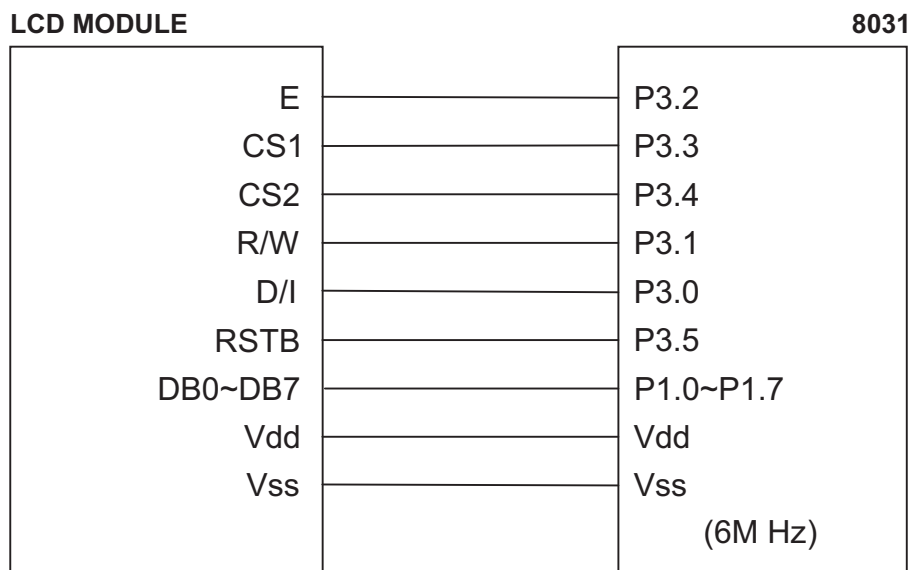 LCD MODULE 8031
E P3.2
CS1 P3.3
CS2 P3.4
R/W P3.1
D/I P3.0
RSTB P3.5
DB0~DB7 P1.0~P1.7
Vdd Vdd
Vss Vss
(6M Hz)